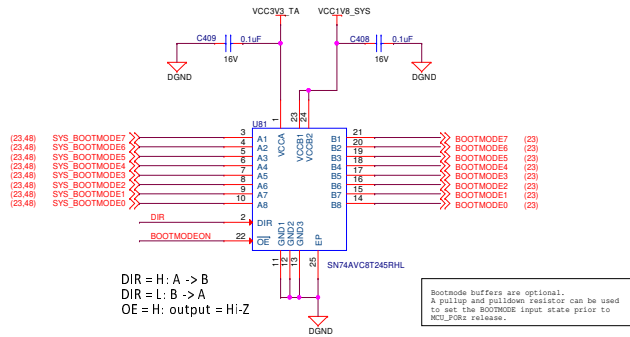 VCC3V3_TA
VCC1V8_SYS
C409
0.1uF
16V
DGND
C408
0.1uF
16V
DGND
U81
1
23
24
VCCA
VCCB1
VCCB2
(23,48) SYS_BOOTMODE7 3 A1 B1 21 BOOTMODE7 (23)
(23,48) SYS_BOOTMODE6 4 A2 B2 20 BOOTMODE6 (23)
(23,48) SYS_BOOTMODE5 5 A3 B3 19 BOOTMODE5 (23)
(23,48) SYS_BOOTMODE4 6 A4 B4 18 BOOTMODE4 (23)
(23,48) SYS_BOOTMODE3 7 A5 B5 17 BOOTMODE3 (23)
(23,48) SYS_BOOTMODE2 8 A6 B6 16 BOOTMODE2 (23)
(23,48) SYS_BOOTMODE1 9 A7 B7 15 BOOTMODE1 (23)
(23,48) SYS_BOOTMODE0 10 A8 B8 14 BOOTMODE0 (23)
DIR 2 DIR
BOOTMODEON 22 OE
GND1
GND2
GND3
EP
11
12
13
25
SN74AVC8T245RHL
DGND
DIR = H: A -> B
DIR = L: B -> A
OE = H: output = Hi-Z
Bootmode buffers are optional.
A pullup and pulldown resistor can be used
to set the BOOTMODE input state prior to
MCU_PORz release.